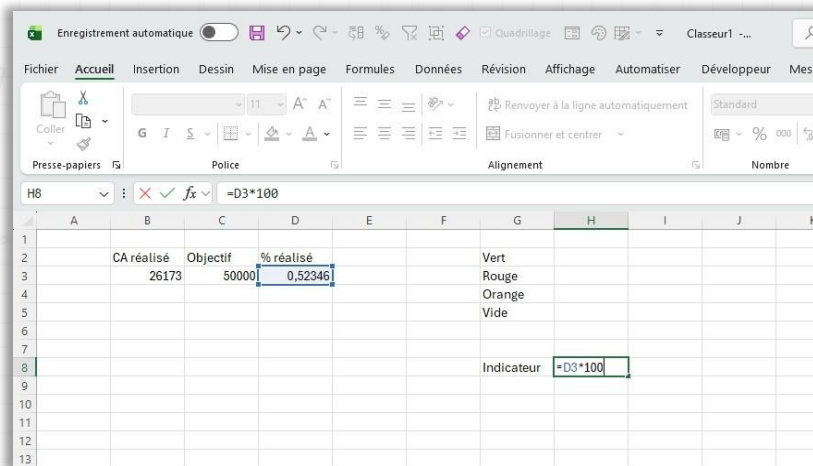 Enregistrement automatique Quadrillage Classeur1 -...
Fichier Accueil Insertion Dessin Mise en page Formules Données Révision Affichage Automatiser Développeur Mes
Coller 11 A^ Aˇ Renvoyer à la ligne automatiquement Standard
G I S A Fusionner et centrer % 000
Presse-papiers Police Alignement Nombre
H8 fx =D3*100
A B C D E F G H I J
1
2 CA réalisé Objectif % réalisé Vert
3 26173 50000 0,52346 Rouge
4 Orange
5 Vide
6
7
8 Indicateur =D3*100
9
10
11
12
13